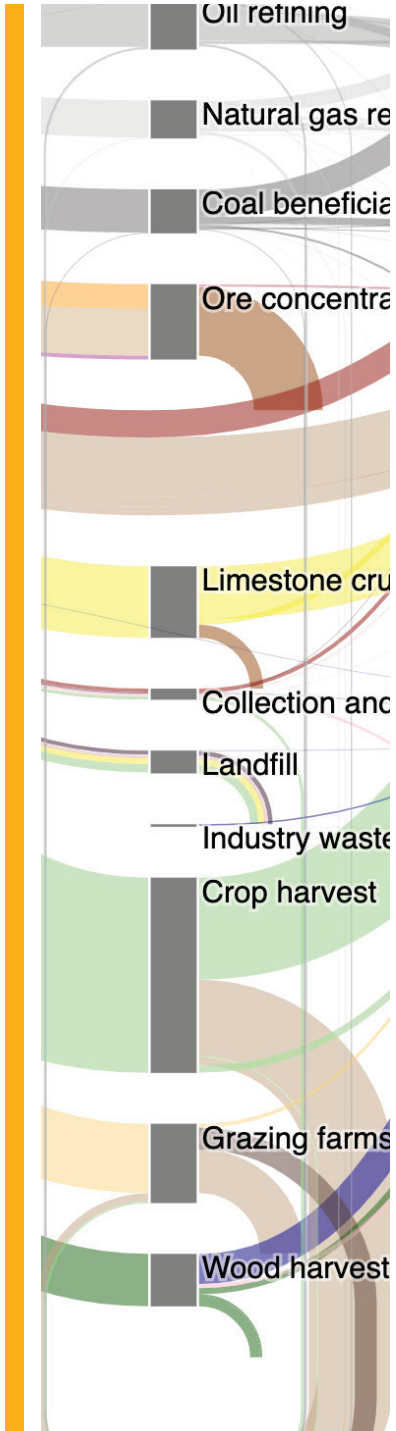 Oil refining
Natural gas re
Coal beneficia
Ore concentra
Limestone cru
Collection and
Landfill
Industry waste
Crop harvest
Grazing farms
Wood harvest